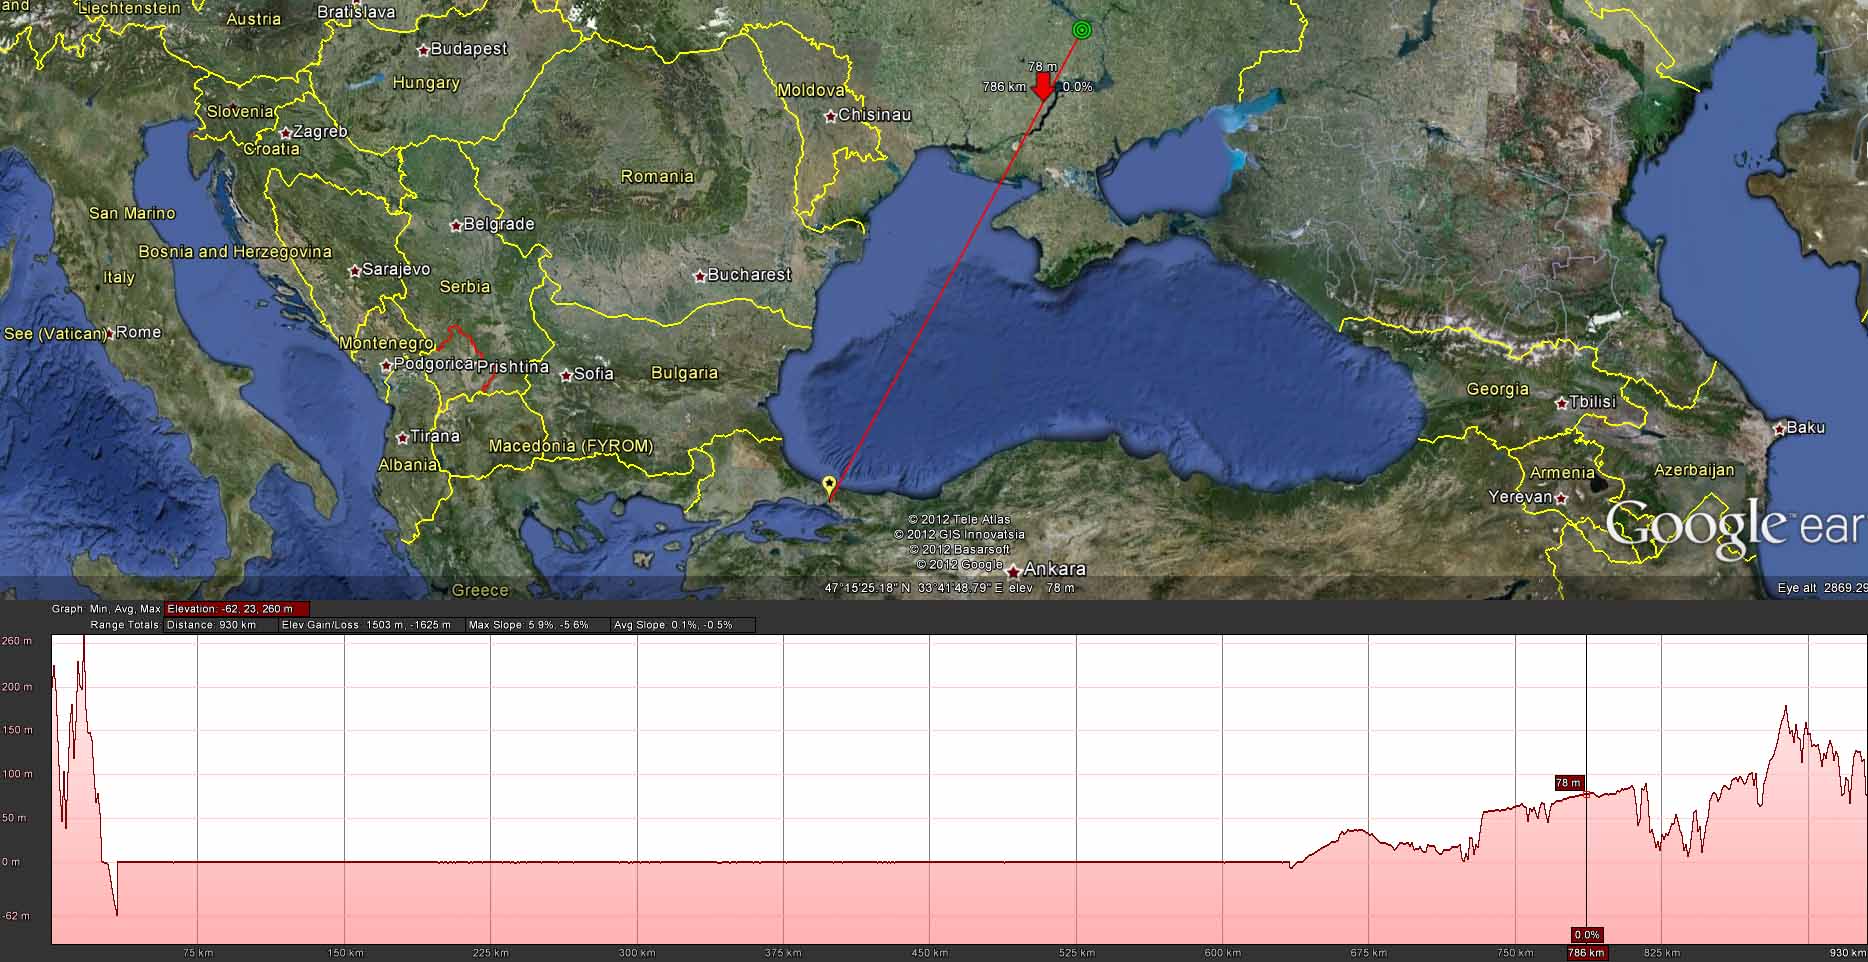 and
Liechtenstein
Austria
Bratislava
Budapest
Hungary
Moldova
78 m
786 km
0.0%
Slovenia
Zagreb
Croatia
Chisinau
Romania
San Marino
Belgrade
Bosnia and Herzegovina
Sarajevo
Italy
Serbia
Bucharest
See (Vatican)
Rome
Montenegro
Podgorica
Prishtina
Sofia
Bulgaria
Georgia
Tbilisi
Baku
Tirana
Macedonia (FYROM)
Albania
Armenia
Azerbaijan
Yerevan
Google ear
© 2012 Tele Atlas
© 2012 GIS Innovatsia
© 2012 Basarsoft
© 2012 Google
Ankara
Greece
47°15'25.18" N 33°41'48.79" E elev 78 m
Eye alt 2869.29
Graph: Min, Avg, Max Elevation: -62, 23, 260 m
Range Totals: Distance: 930 km Elev Gain/Loss: 1503 m, -1625 m Max Slope: 5.9%, -5.6% Avg Slope: 0.1%, -0.5%
260 m
200 m
150 m
100 m
78 m
50 m
0 m
-62 m
0.0%
75 km 150 km 225 km 300 km 375 km 450 km 525 km 600 km 675 km 750 km 786 km 825 km 930 km